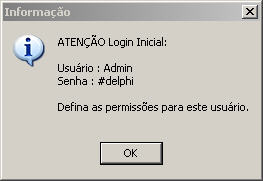 Informação
ATENÇÃO Login Inicial:
Usuário : Admin
Senha : #delphi
Defina as permissões para este usuário.
OK